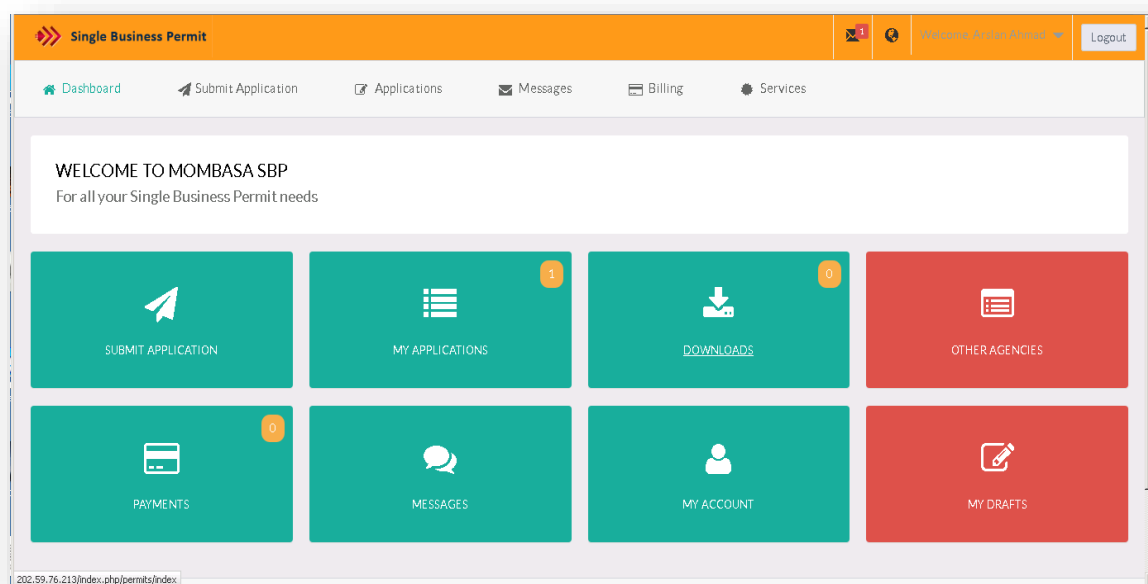 Single Business Permit
1
Welcome, Arslan Ahmad
Logout
Dashboard
Submit Application
Applications
Messages
Billing
Services
WELCOME TO MOMBASA SBP
For all your Single Business Permit needs
1
0
SUBMIT APPLICATION
MY APPLICATIONS
DOWNLOADS
OTHER AGENCIES
0
PAYMENTS
MESSAGES
MY ACCOUNT
MY DRAFTS
202.59.76.213/index.php/permits/index